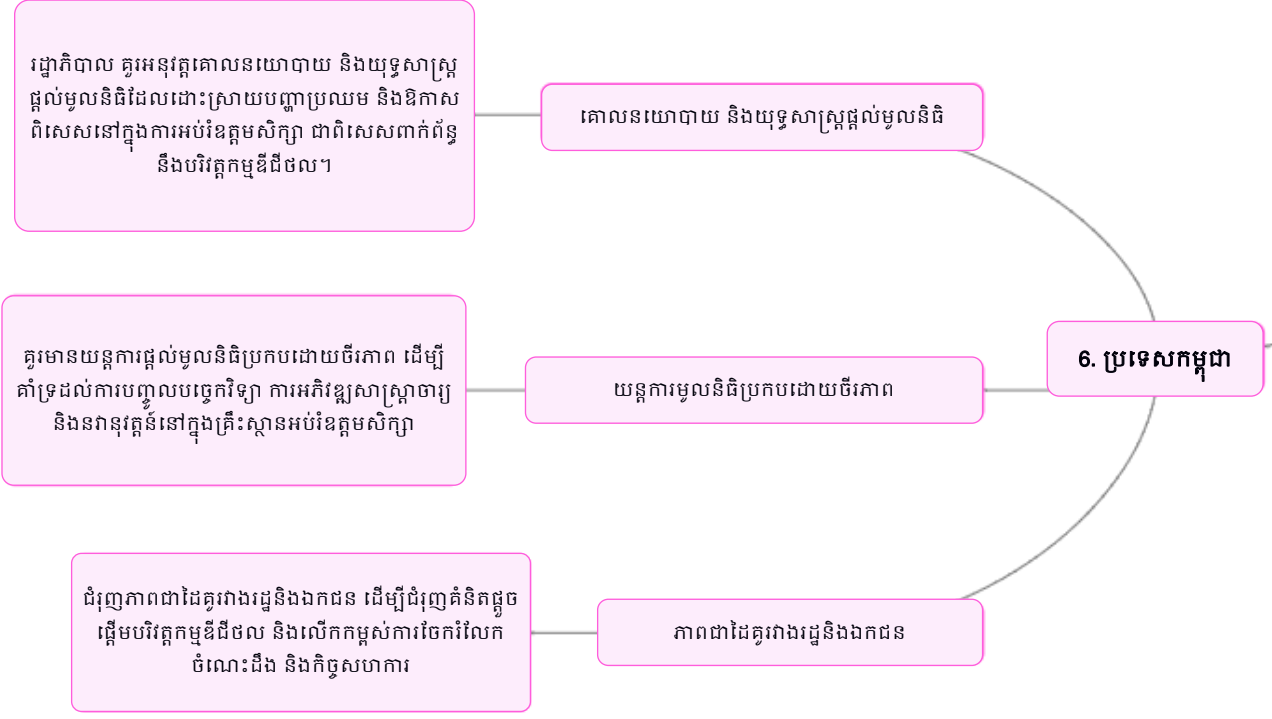 រដ្ឋាភិបាល គួរអនុវត្តគោលនយោបាយ និងយុទ្ធសាស្ត្រ
ផ្តល់មូលនិធិដែលដោះស្រាយបញ្ហាប្រឈម និងឱកាស
ពិសេសនៅក្នុងការអប់រំឧត្តមសិក្សា ជាពិសេសពាក់ព័ន្ធ
នឹងបរិវត្តកម្មឌីជីថល។
គោលនយោបាយ និងយុទ្ធសាស្ត្រផ្តល់មូលនិធិ
6. ប្រទេសកម្ពុជា
គួរមានយន្តការផ្តល់មូលនិធិប្រកបដោយចីរភាព ដើម្បី
គាំទ្រដល់ការបញ្ចូលបច្ចេកវិទ្យា ការអភិវឌ្ឍសាស្ត្រាចារ្យ
និងនវានុវត្តន៍នៅក្នុងគ្រឹះស្ថានអប់រំឧត្តមសិក្សា
យន្តការមូលនិធិប្រកបដោយចីរភាព
ជំរុញភាពជាដៃគូរវាងរដ្ឋនិងឯកជន ដើម្បីជំរុញគំនិតផ្តួច
ផ្តើមបរិវត្តកម្មឌីជីថល និងលើកកម្ពស់ការចែករំលែក
ចំណេះដឹង និងកិច្ចសហការ
ភាពជាដៃគូរវាងរដ្ឋនិងឯកជន